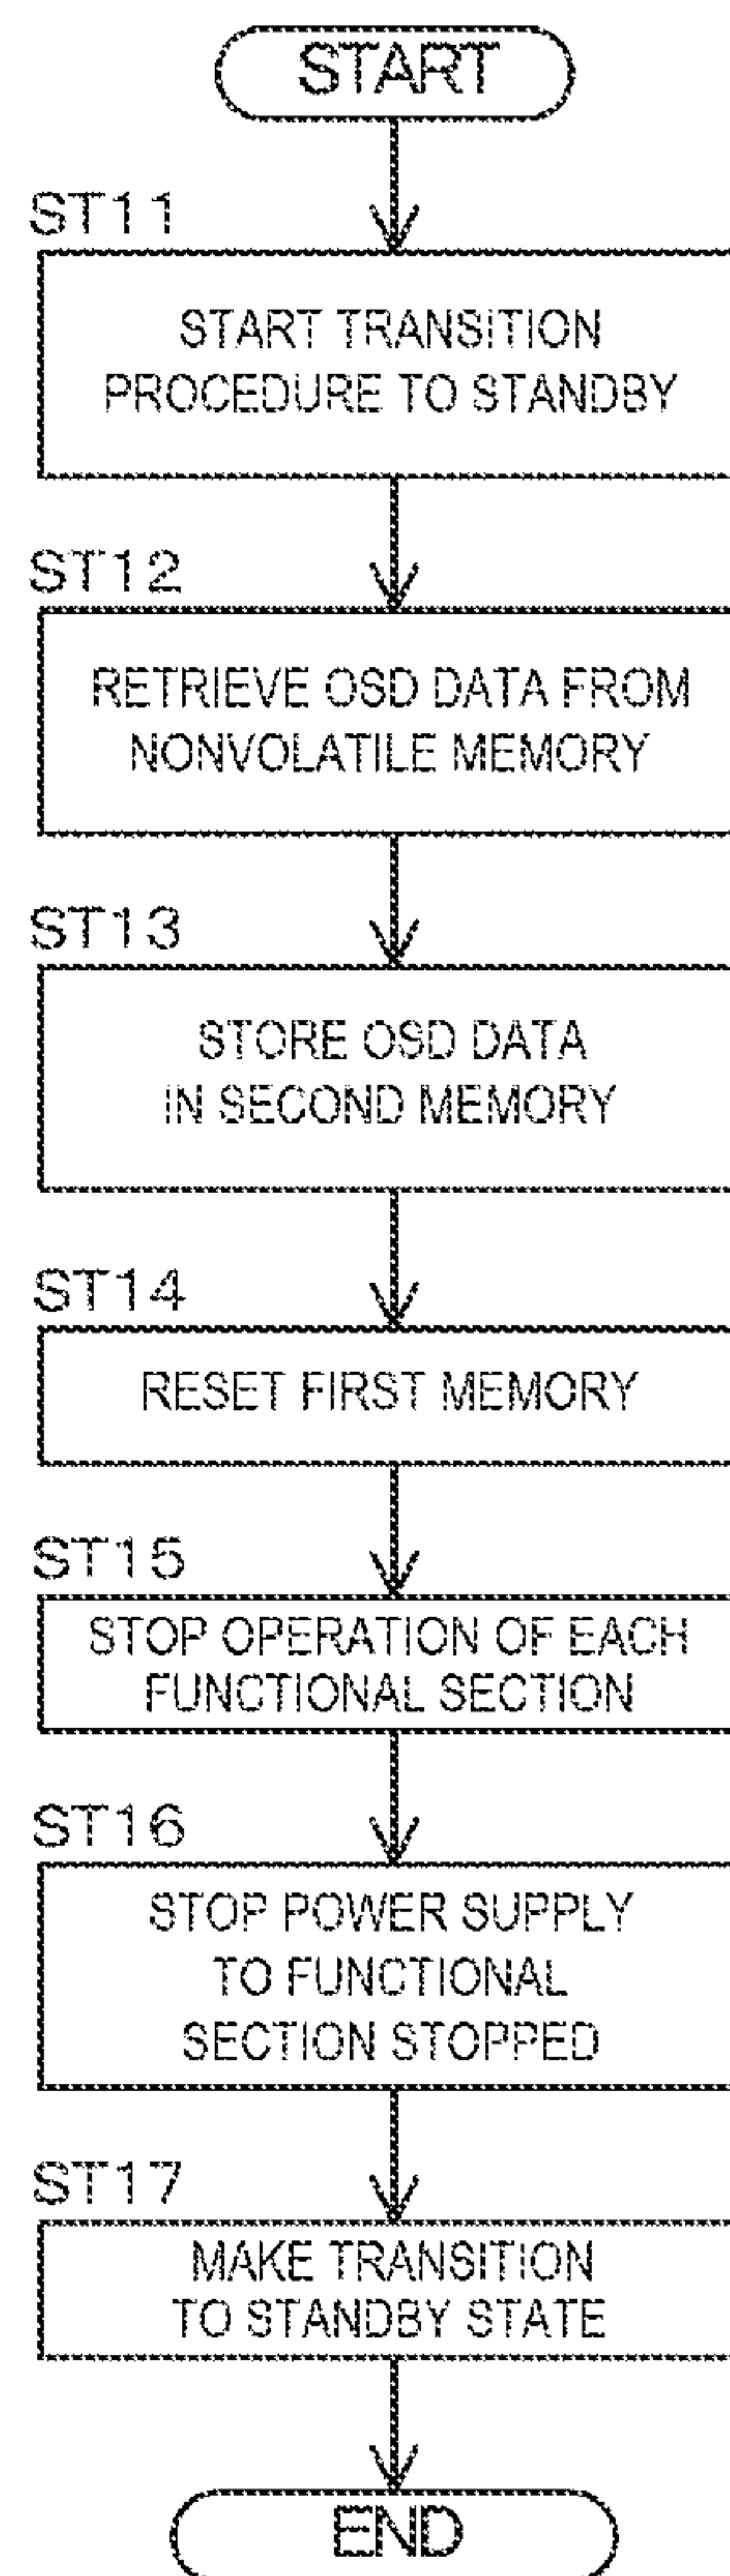 START
ST11
START TRANSITION
PROCEDURE TO STANDBY
ST12
RETRIEVE OSD DATA FROM
NONVOLATILE MEMORY
ST13
STORE OSD DATA
IN SECOND MEMORY
ST14
RESET FIRST MEMORY
ST15
STOP OPERATION OF EACH
FUNCTIONAL SECTION
ST16
STOP POWER SUPPLY
TO FUNCTIONAL
SECTION STOPPED
ST17
MAKE TRANSITION
TO STANDBY STATE
END